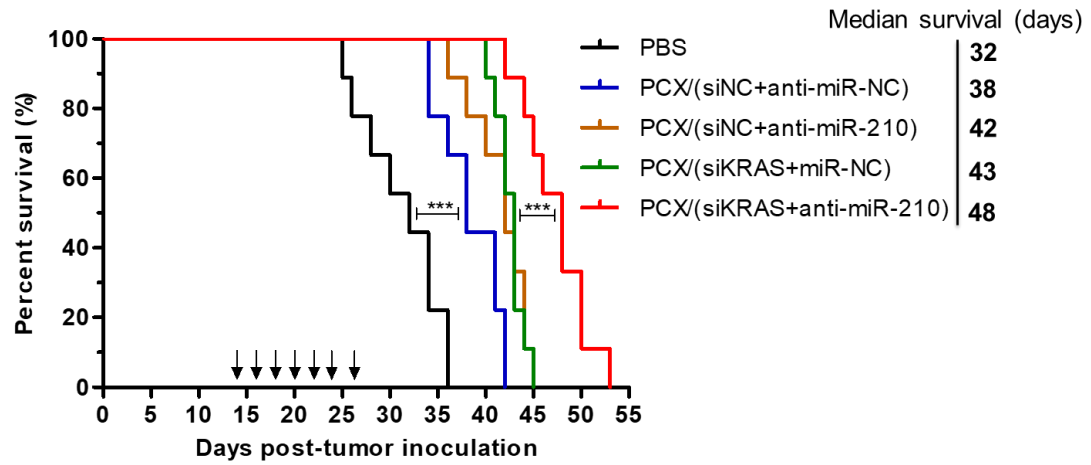 Median survival (days)
PBS 32
PCX/(siNC+anti-miR-NC) 38
PCX/(siNC+anti-miR-210) 42
PCX/(siKRAS+miR-NC) 43
PCX/(siKRAS+anti-miR-210) 48
Percent survival (%)
100
80
60
40
20
0
*** ***
0 5 10 15 20 25 30 35 40 45 50 55
Days post-tumor inoculation